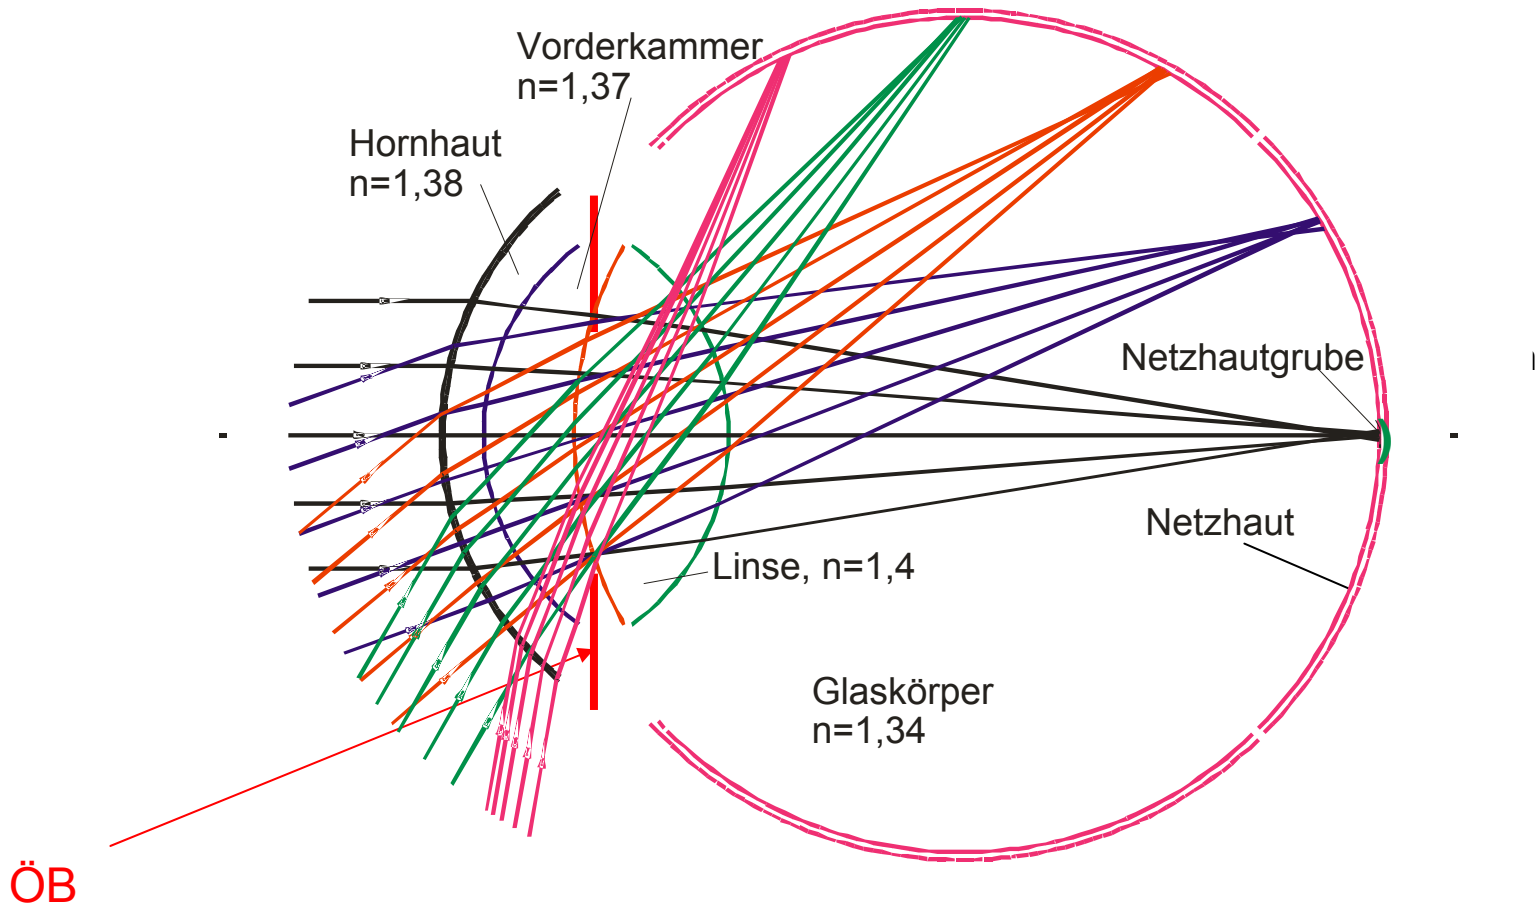 Vorderkammer
n=1,37
Hornhaut
n=1,38
Netzhautgrube
Netzhaut
Linse, n=1,4
Glaskörper
n=1,34
ÖB